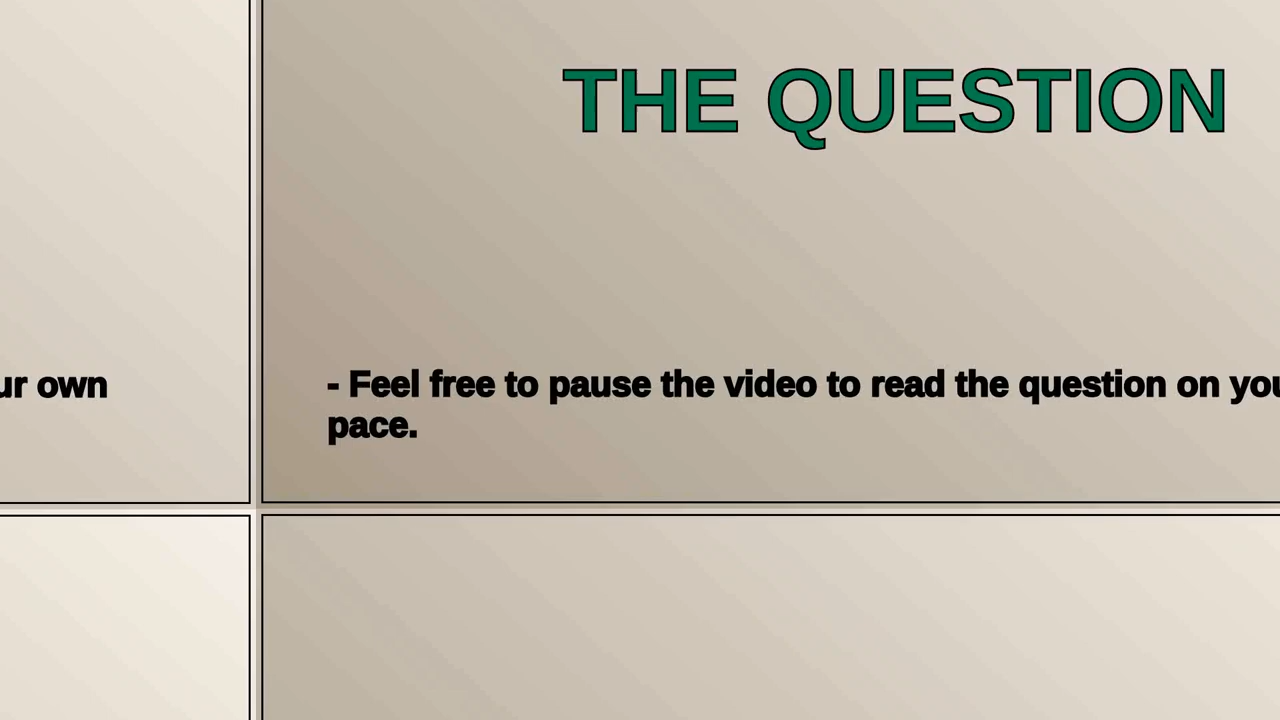 THE QUESTION
ur own
- Feel free to pause the video to read the question on you
pace.